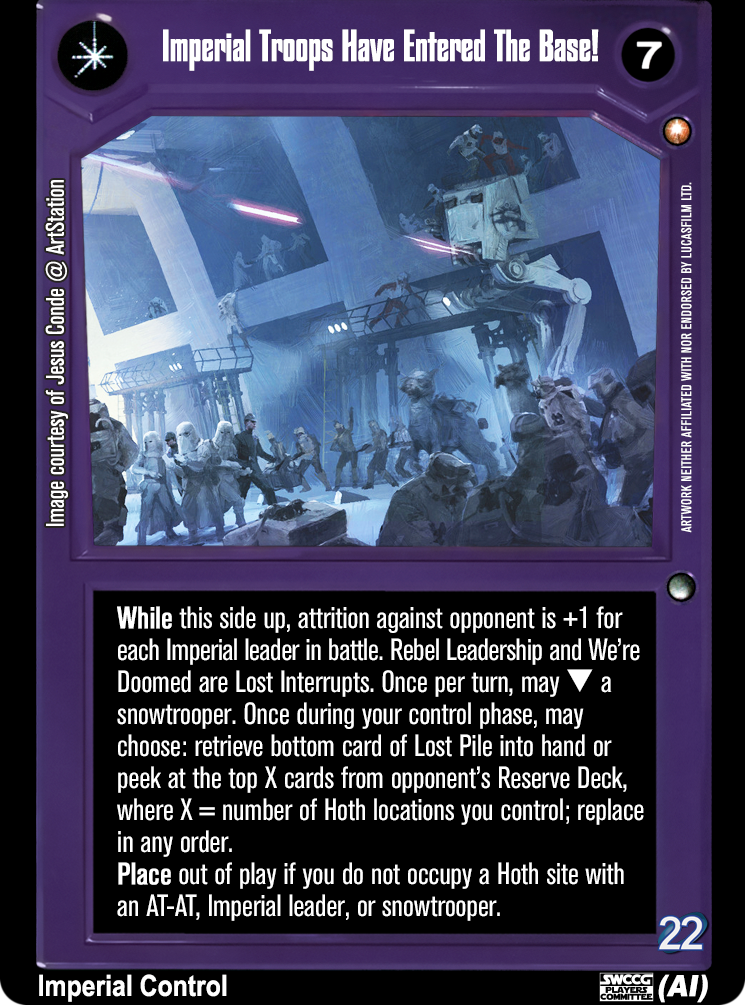 Imperial Troops Have Entered The Base!
7
Image courtesy of Jesus Conde @ ArtStation
ARTWORK NEITHER AFFILIATED WITH NOR ENDORSED BY LUCASFILM LTD.
While this side up, attrition against opponent is +1 for
each Imperial leader in battle. Rebel Leadership and We're
Doomed are Lost Interrupts. Once per turn, may ▼ a
snowtrooper. Once during your control phase, may
choose: retrieve bottom card of Lost Pile into hand or
peek at the top X cards from opponent's Reserve Deck,
where X = number of Hoth locations you control; replace
in any order.
Place out of play if you do not occupy a Hoth site with
an AT-AT, Imperial leader, or snowtrooper.
22
Imperial Control
SWCCG
PLAYERS
COMMITTEE
(AI)